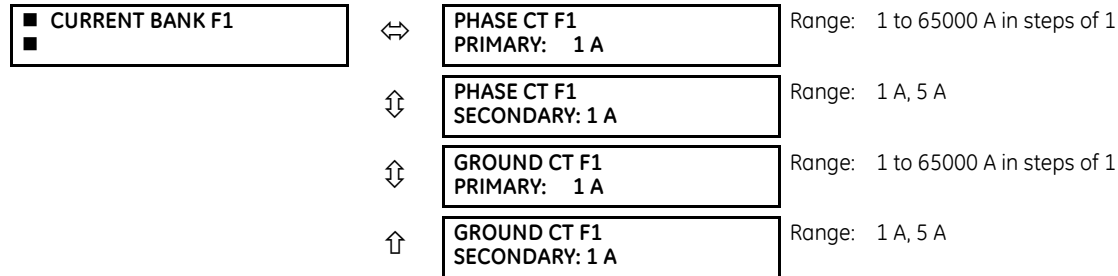 ■ CURRENT BANK F1
■
PHASE CT F1
PRIMARY: 1 A
Range: 1 to 65000 A in steps of 1
PHASE CT F1
SECONDARY: 1 A
Range: 1 A, 5 A
GROUND CT F1
PRIMARY: 1 A
Range: 1 to 65000 A in steps of 1
GROUND CT F1
SECONDARY: 1 A
Range: 1 A, 5 A